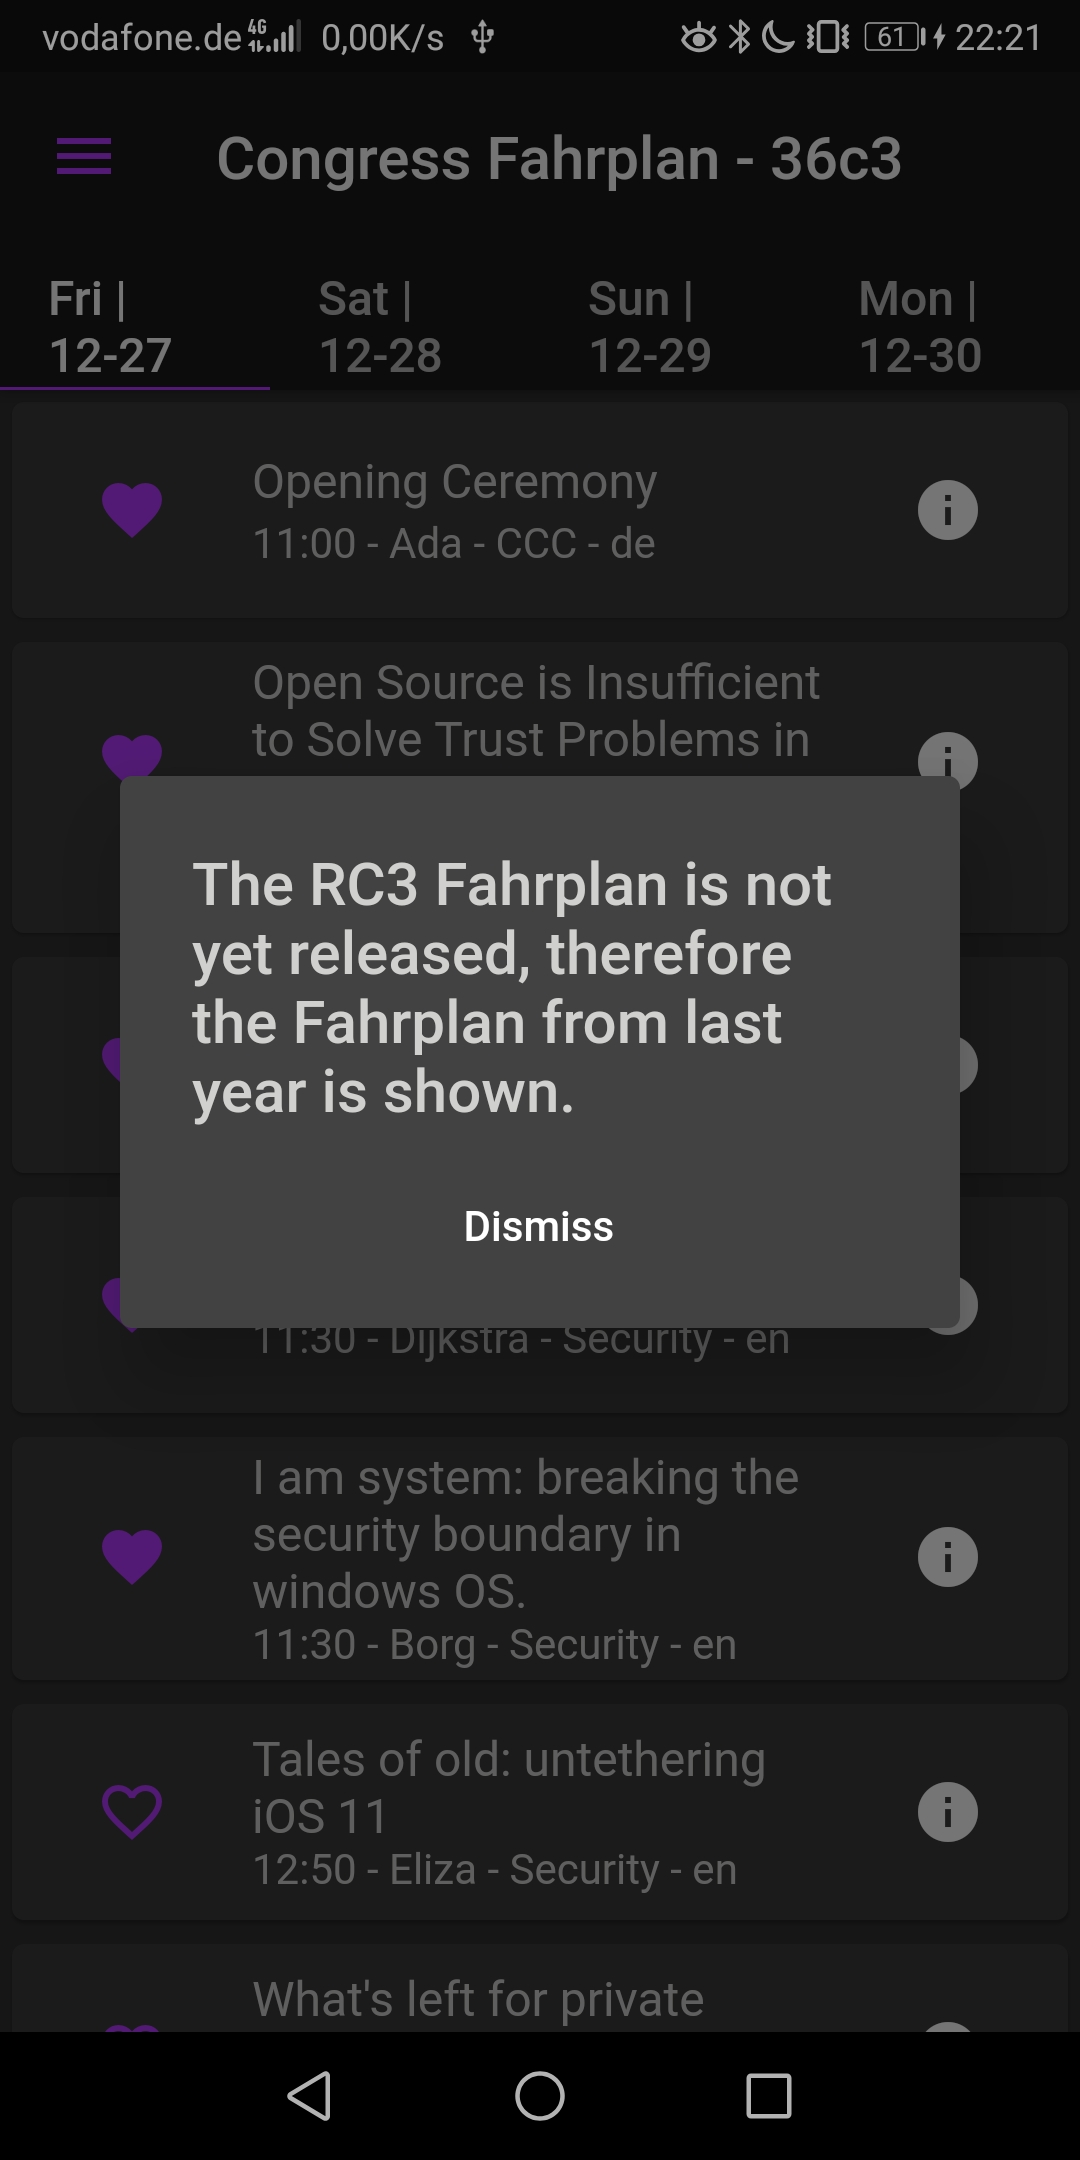 vodafone.de 4G 0,00K/s 61 22:21
Congress Fahrplan - 36c3
Fri | Sat | Sun | Mon |
12-27 12-28 12-29 12-30
Opening Ceremony
11:00 - Ada - CCC - de
Open Source is Insufficient
to Solve Trust Problems in
The RC3 Fahrplan is not
yet released, therefore
the Fahrplan from last
year is shown.
Dismiss
11:30 - Dijkstra - Security - en
I am system: breaking the
security boundary in
windows OS.
11:30 - Borg - Security - en
Tales of old: untethering
iOS 11
12:50 - Eliza - Security - en
What's left for private